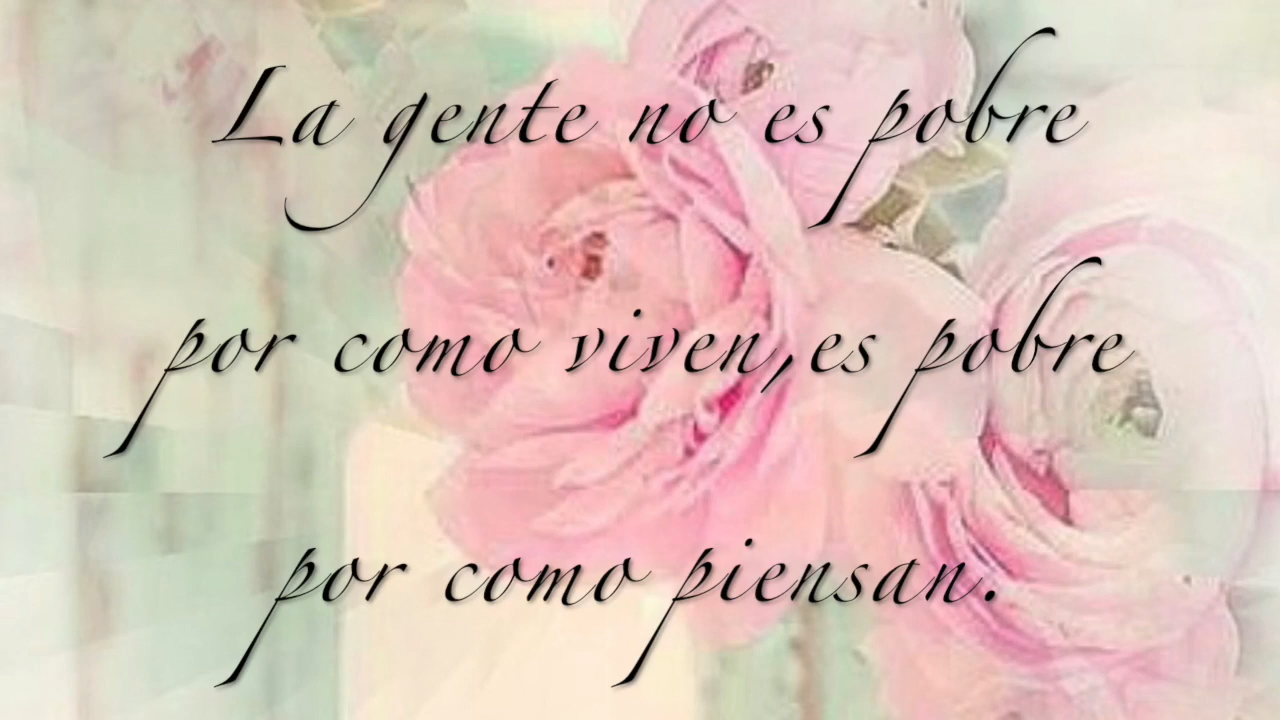 La gente no es pobre
por como viven,es pobre
por como piensan.